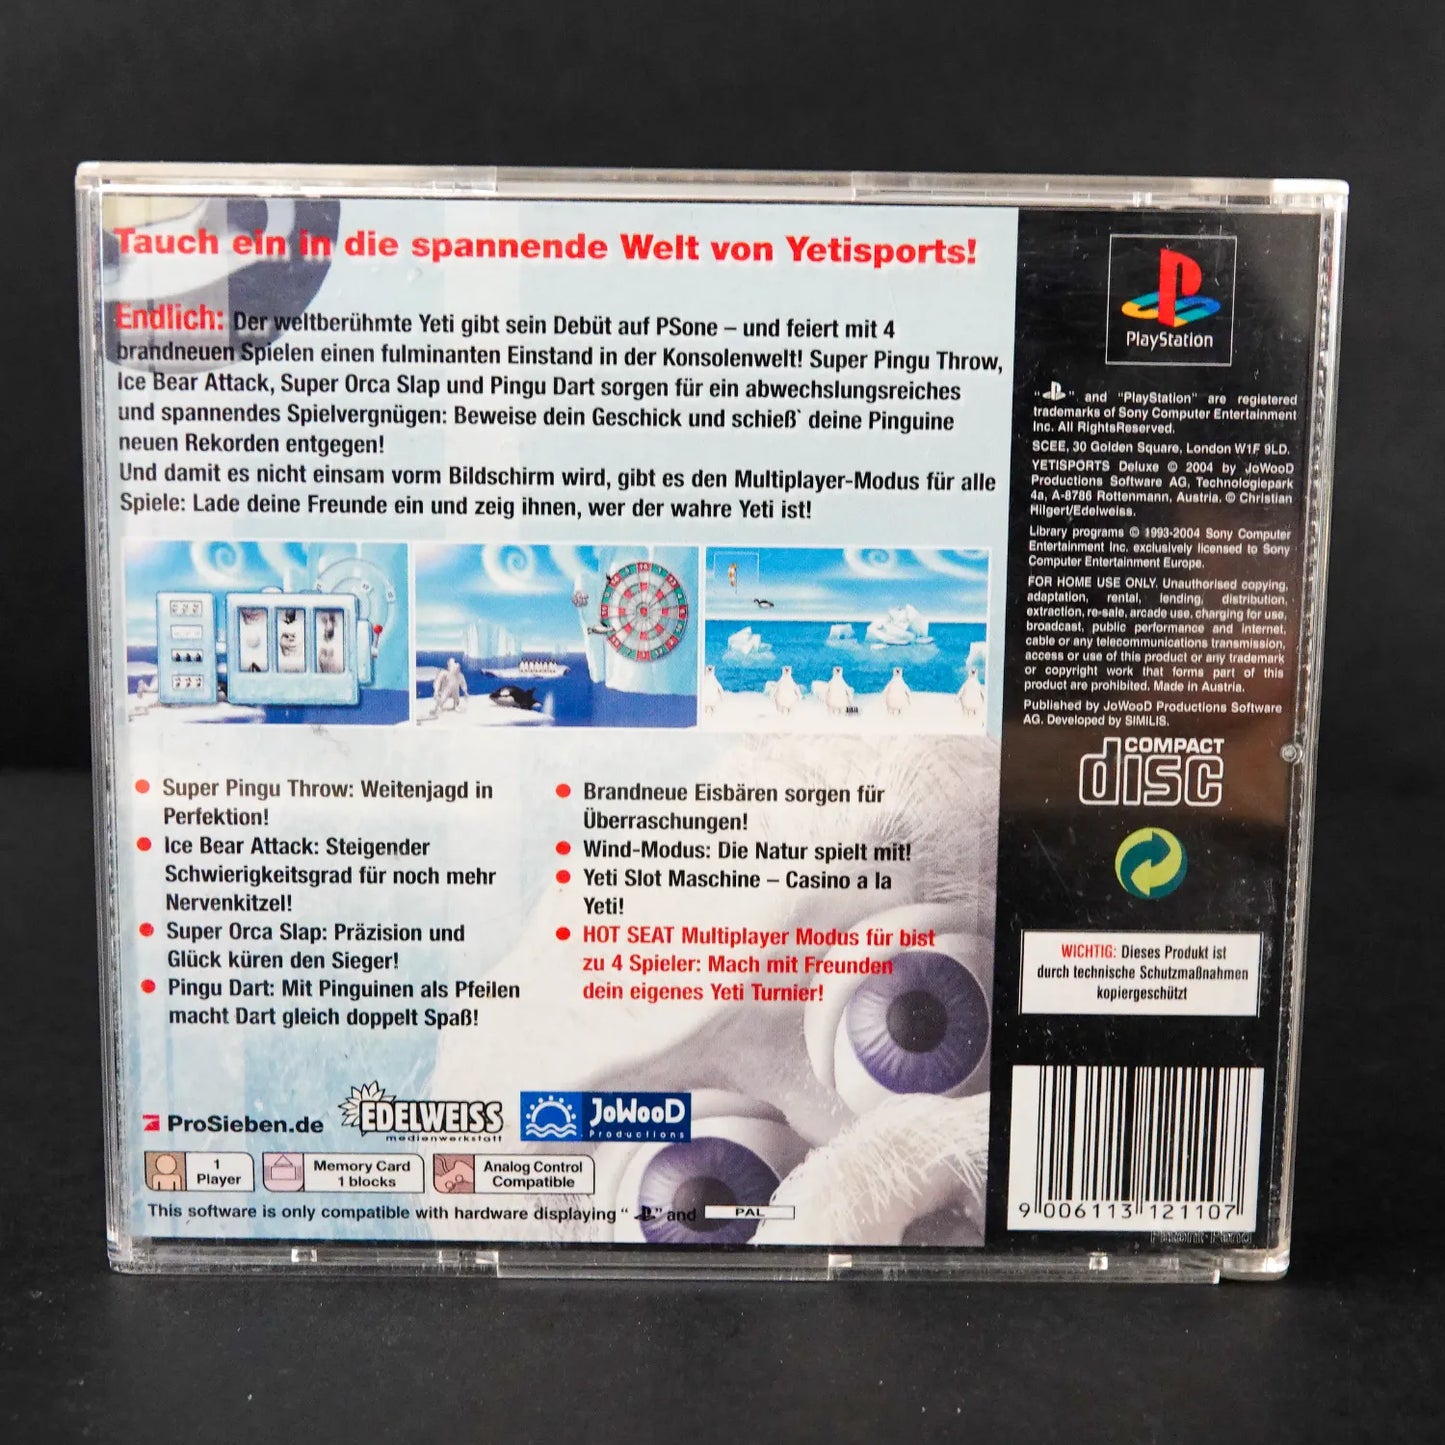 Tauch ein in die spannende Welt von Yetisports!
Endlich: Der weltberühmte Yeti gibt sein Debüt auf PSone – und feiert mit 4
brandneuen Spielen einen fulminanten Einstand in der Konsolenwelt! Super Pingu Throw,
Ice Bear Attack, Super Orca Slap und Pingu Dart sorgen für ein abwechslungsreiches
und spannendes Spielvergnügen: Beweise dein Geschick und schieß` deine Pinguine
neuen Rekorden entgegen!
Und damit es nicht einsam vorm Bildschirm wird, gibt es den Multiplayer-Modus für alle
Spiele: Lade deine Freunde ein und zeig ihnen, wer der wahre Yeti ist!
Super Pingu Throw: Weitenjagd in
Perfektion!
Ice Bear Attack: Steigender
Schwierigkeitsgrad für noch mehr
Nervenkitzel!
Super Orca Slap: Präzision und
Glück küren den Sieger!
Pingu Dart: Mit Pinguinen als Pfeilen
macht Dart gleich doppelt Spaß!
Brandneue Eisbären sorgen für
Überraschungen!
Wind-Modus: Die Natur spielt mit!
Yeti Slot Maschine – Casino a la
Yeti!
HOT SEAT Multiplayer Modus für bist
zu 4 Spieler: Mach mit Freunden
dein eigenes Yeti Turnier!
ProSieben.de
EDELWEISS
medienwerkstatt
JoWooD
Productions
1
Player
Memory Card
1 blocks
Analog Control
Compatible
This software is only compatible with hardware displaying " " and PAL
PlayStation
" " and "PlayStation" are registered
trademarks of Sony Computer Entertainment
Inc. All RightsReserved.
SCEE, 30 Golden Square, London W1F 9LD.
YETISPORTS Deluxe © 2004 by JoWooD
Productions Software AG, Technologiepark
4a, A-8786 Rottenmann, Austria. © Christian
Hilgert/Edelweiss.
Library programs © 1993-2004 Sony Computer
Entertainment Inc. exclusively licensed to Sony
Computer Entertainment Europe.
FOR HOME USE ONLY. Unauthorised copying,
adaptation, rental, lending, distribution,
extraction, re-sale, arcade use, charging for use,
broadcast, public performance and internet,
cable or any telecommunications transmission,
access or use of this product or any trademark
or copyright work that forms part of this
product are prohibited. Made in Austria.
Published by JoWooD Productions Software
AG. Developed by SIMILIS.
COMPACT
disc
WICHTIG: Dieses Produkt ist
durch technische Schutzmaßnahmen
kopiergeschützt
9 006113 121107